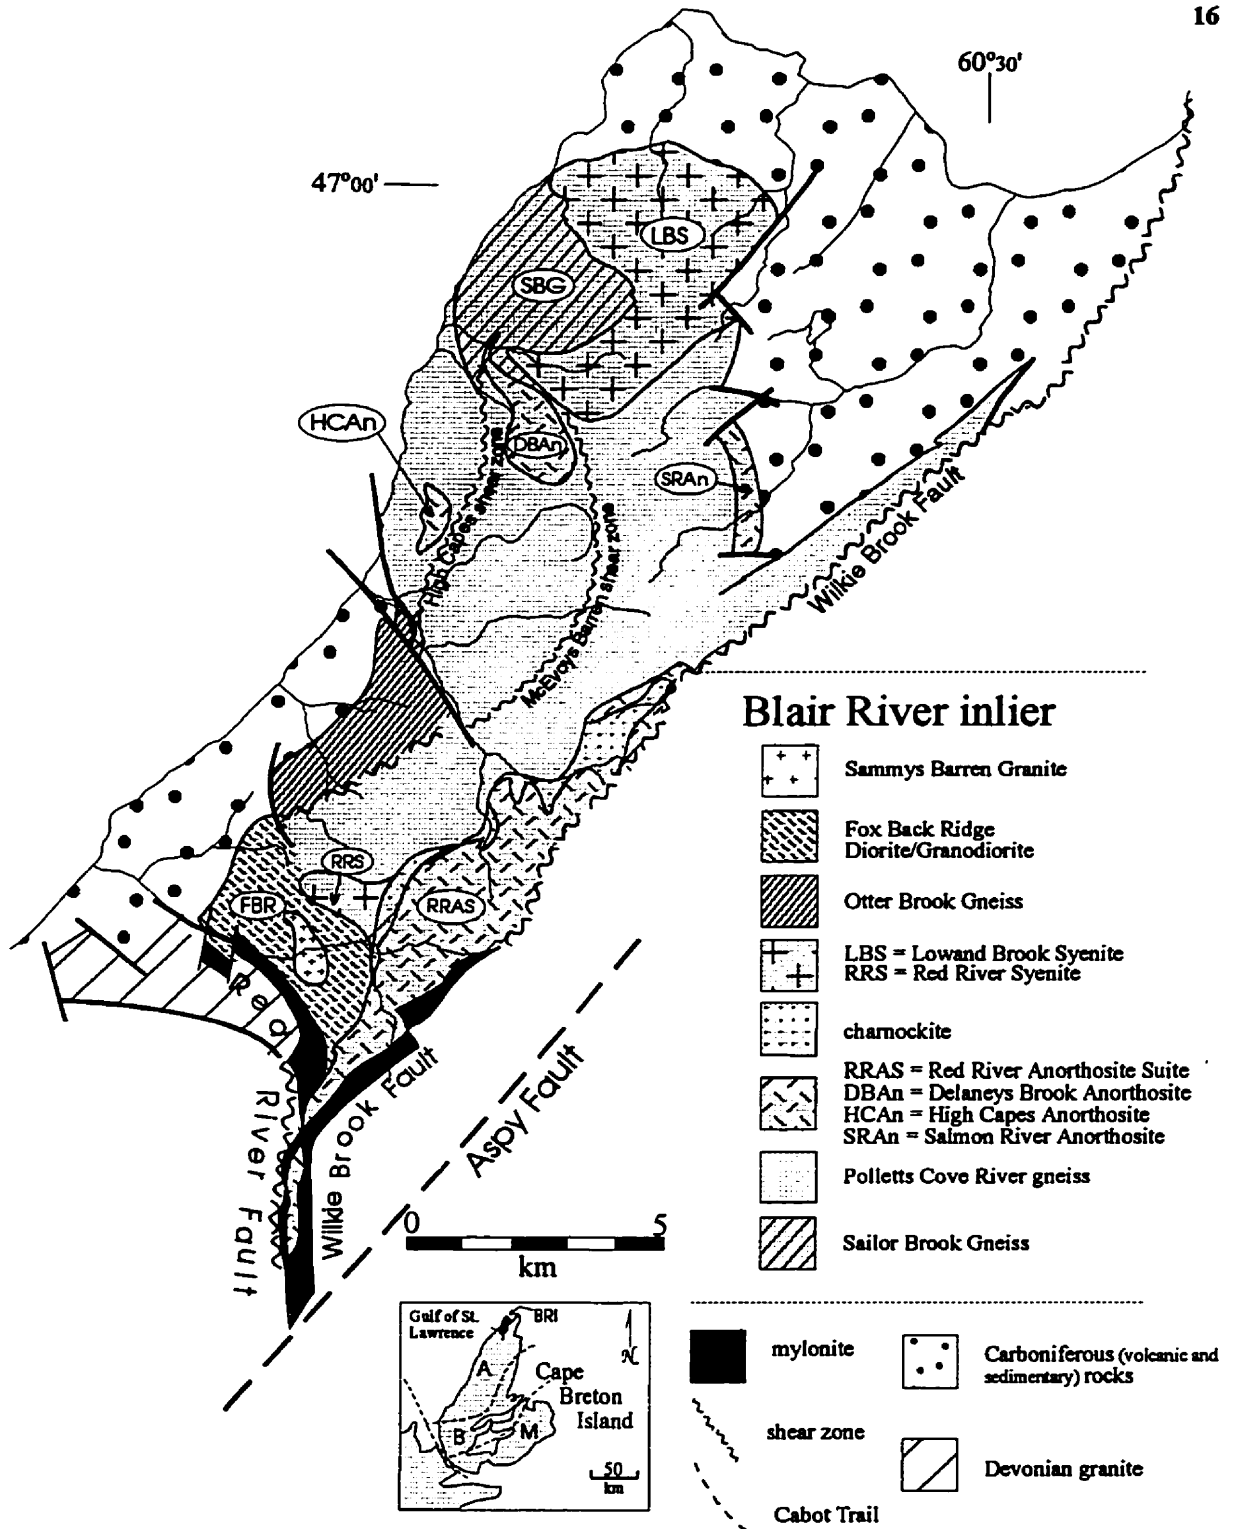 16
60°30'
47°00'
LBS
SBG
HCAn
DBAn
SRAn
High Capes shear zone
McEvoys Barren shear zone
Wilkie Brook Fault
RRS
FBR
RRAS
Red
River Fault
Wilkie Brook Fault
Aspy Fault
0 5
km
Blair River inlier
Sammys Barren Granite
Fox Back Ridge
Diorite/Granodiorite
Otter Brook Gneiss
LBS = Lowand Brook Syenite
RRS = Red River Syenite
charnockite
RRAS = Red River Anorthosite Suite
DBAn = Delaneys Brook Anorthosite
HCAn = High Capes Anorthosite
SRAn = Salmon River Anorthosite
Polletts Cove River gneiss
Sailor Brook Gneiss
Gulf of St.
Lawrence
BRI
N
A
Cape
Breton
Island
B
M
50
km
mylonite
shear zone
Cabot Trail
Carboniferous (volcanic and
sedimentary) rocks
Devonian granite